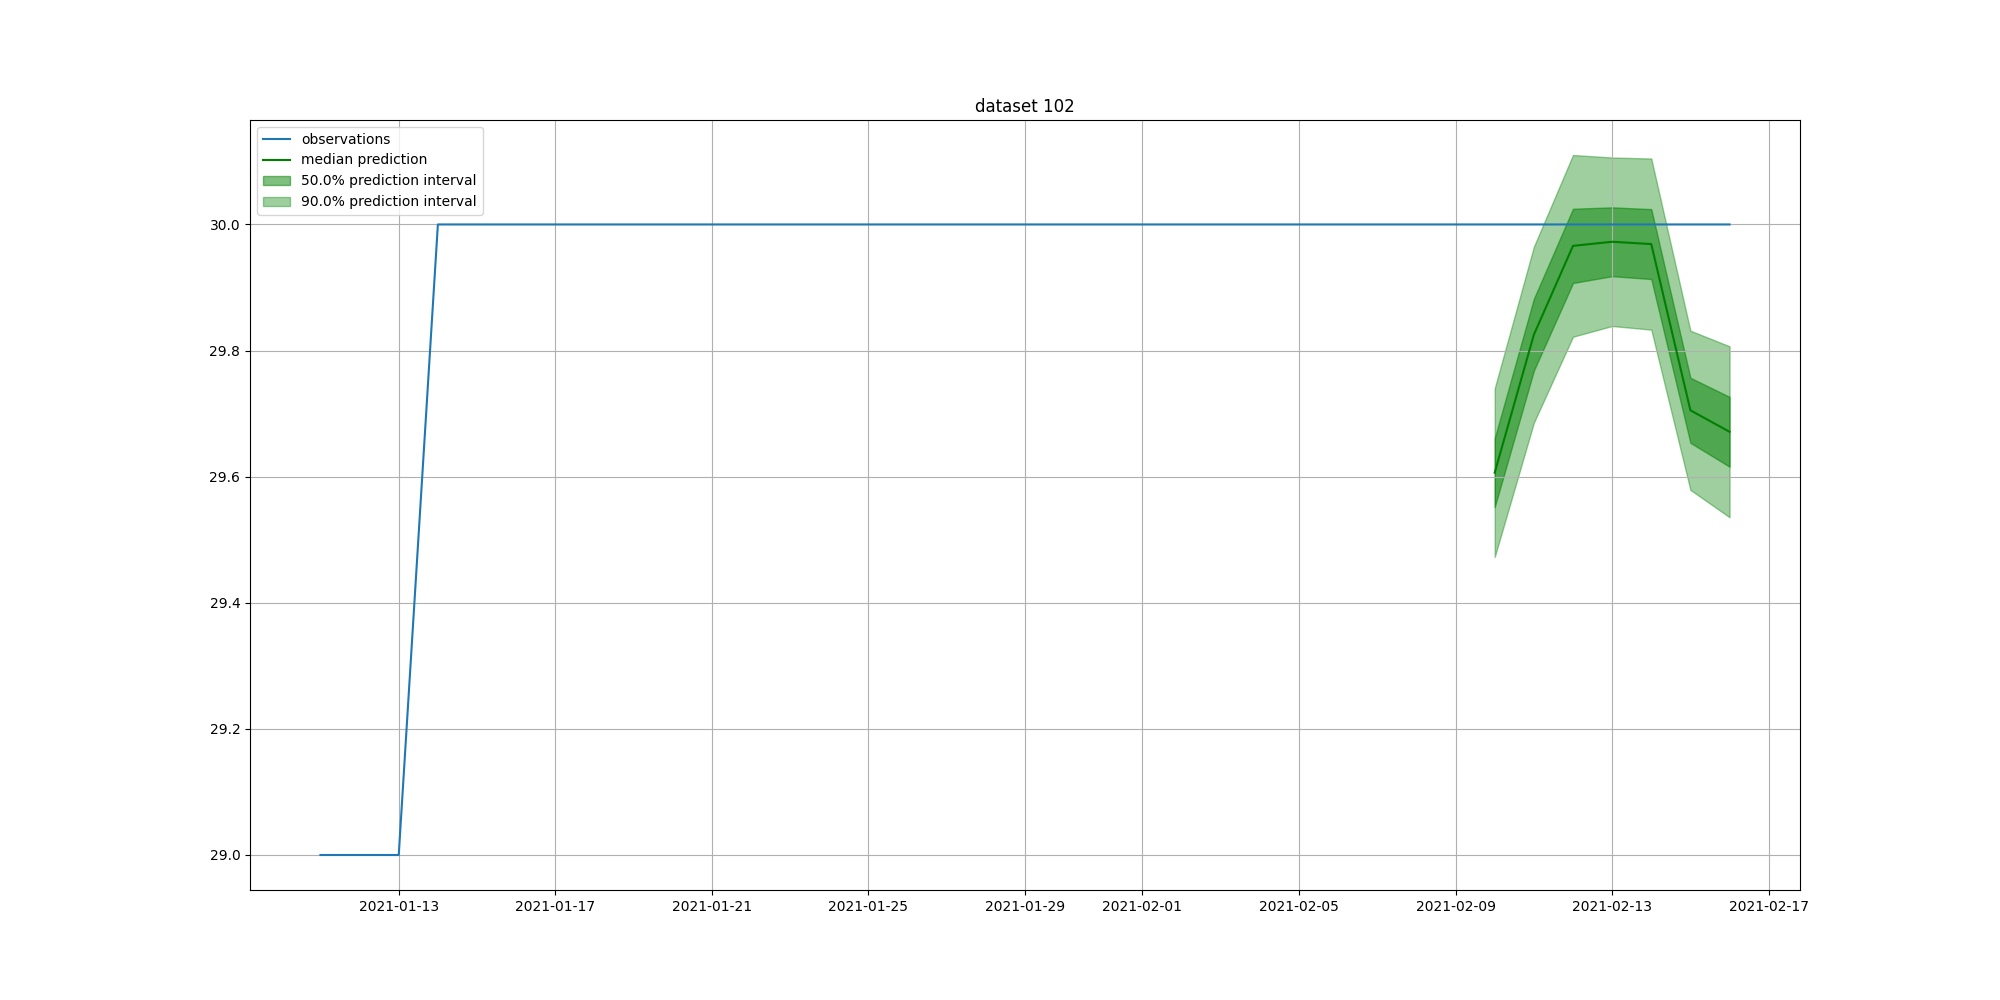 dataset 102
observations
median prediction
50.0% prediction interval
90.0% prediction interval
30.0
29.8
29.6
29.4
29.2
29.0
2021-01-13 2021-01-17 2021-01-21 2021-01-25 2021-01-29 2021-02-01 2021-02-05 2021-02-09 2021-02-13 2021-02-17